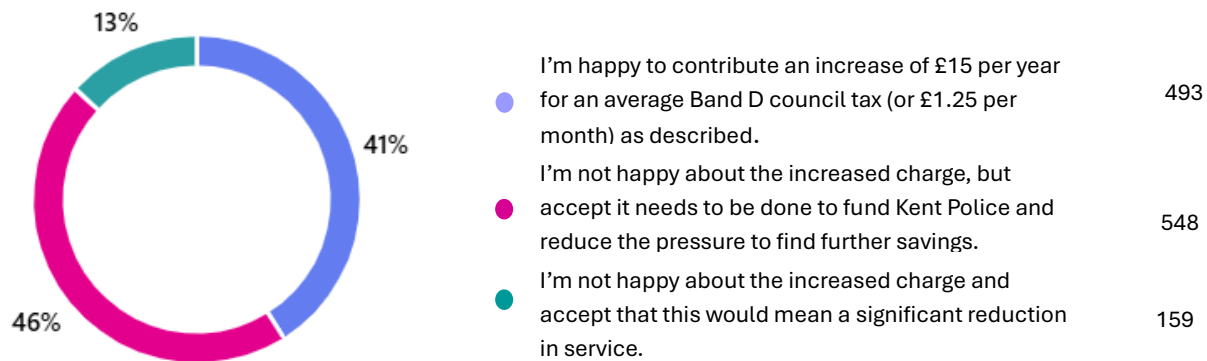 13%
41%
46%
I'm happy to contribute an increase of £15 per year
for an average Band D council tax (or £1.25 per
month) as described.
493
I'm not happy about the increased charge, but
accept it needs to be done to fund Kent Police and
reduce the pressure to find further savings.
548
I'm not happy about the increased charge and
accept that this would mean a significant reduction
in service.
159